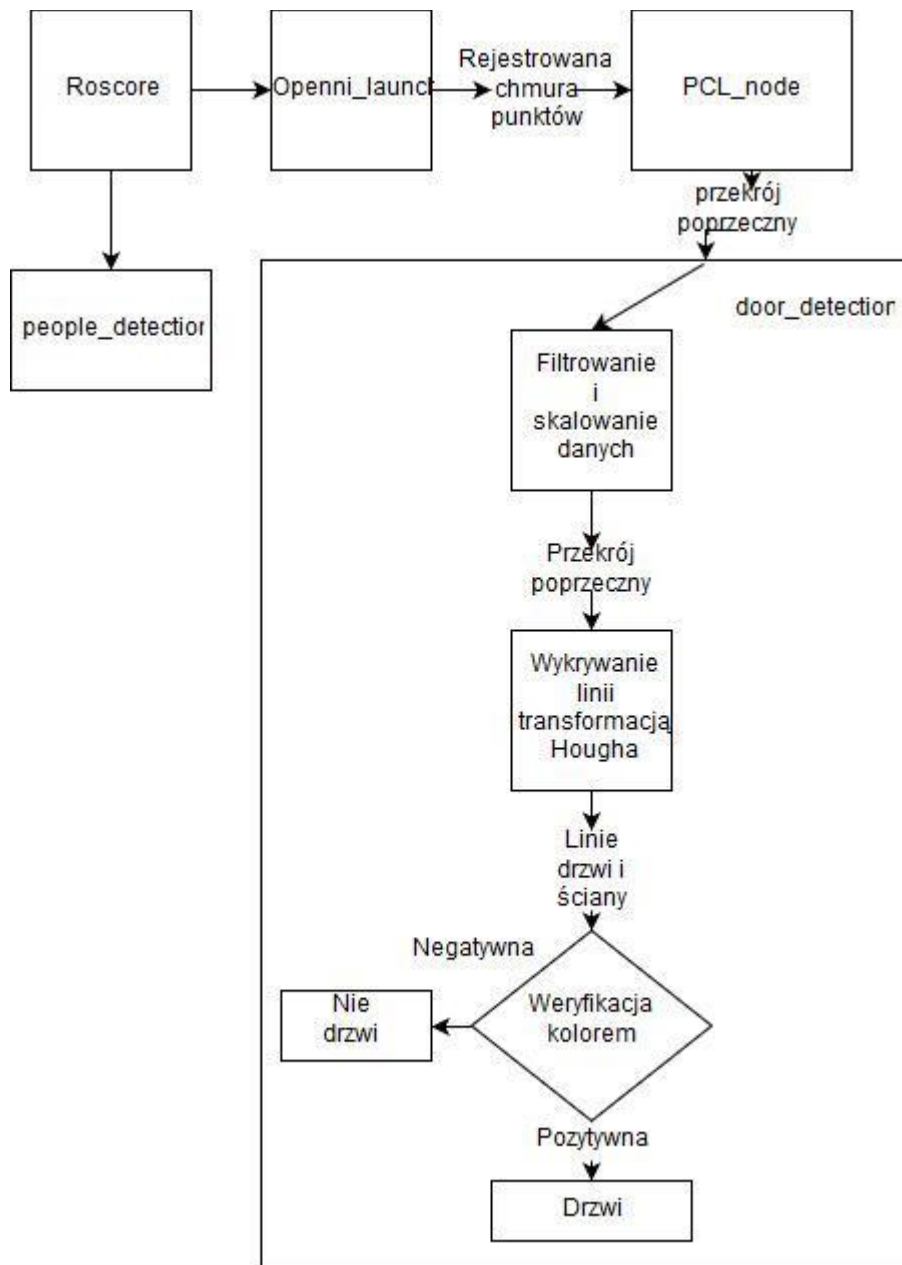 Roscore
Openni_launch
Rejestrowana
chmura
punktów
PCL_node
przekrój
poprzeczny
people_detection
door_detection
Filtrowanie
i
skalowanie
danych
Przekrój
poprzeczny
Wykrywanie
linii
transformacją
Hougha
Linie
drzwi i
ściany
Negatywna
Nie
drzwi
Weryfikacja
kolorem
Pozytywna
Drzwi